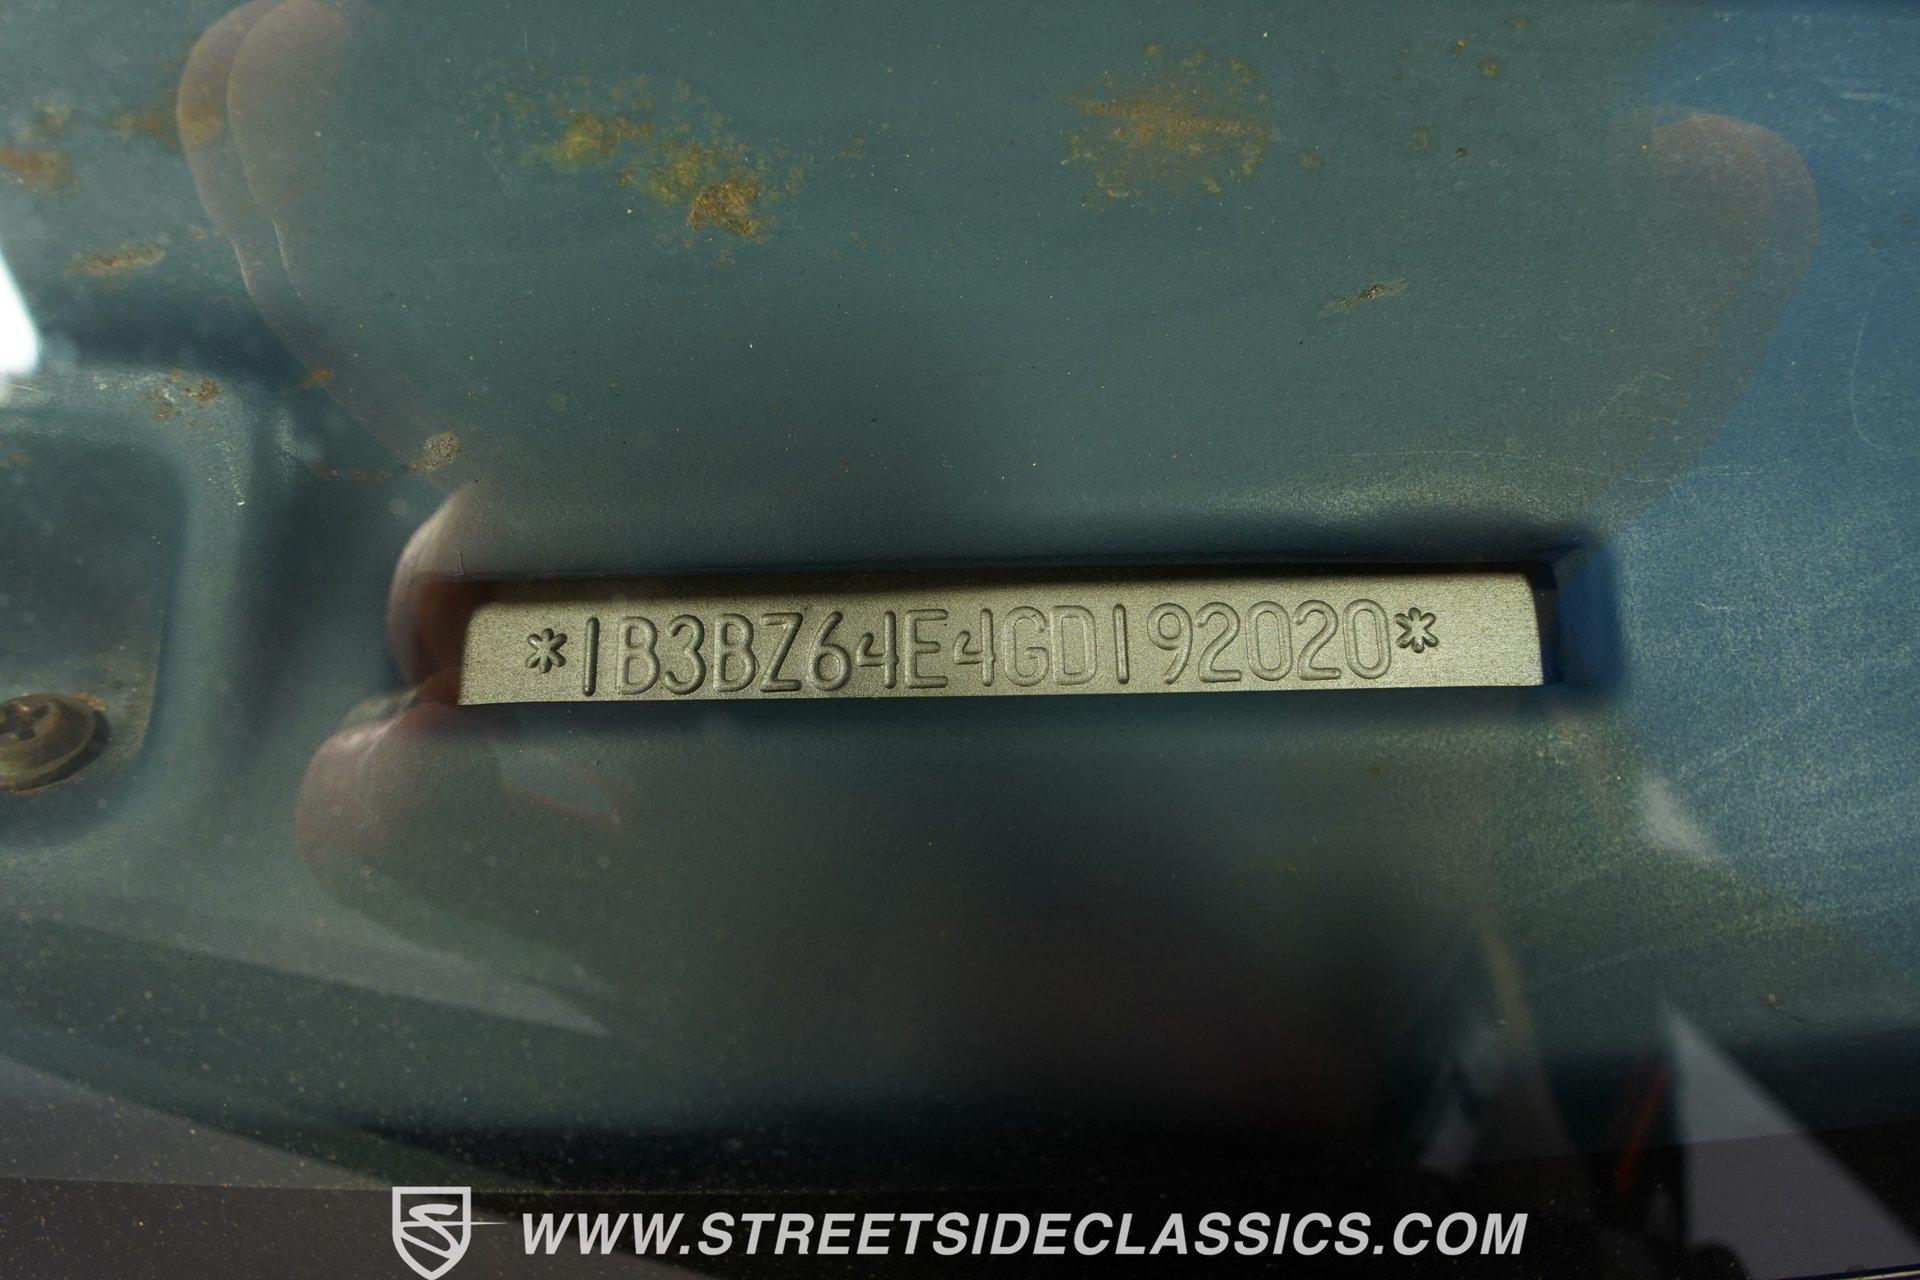 *1B3BZ64E4GD192020*
WWW.STREETSIDECLASSICS.COM